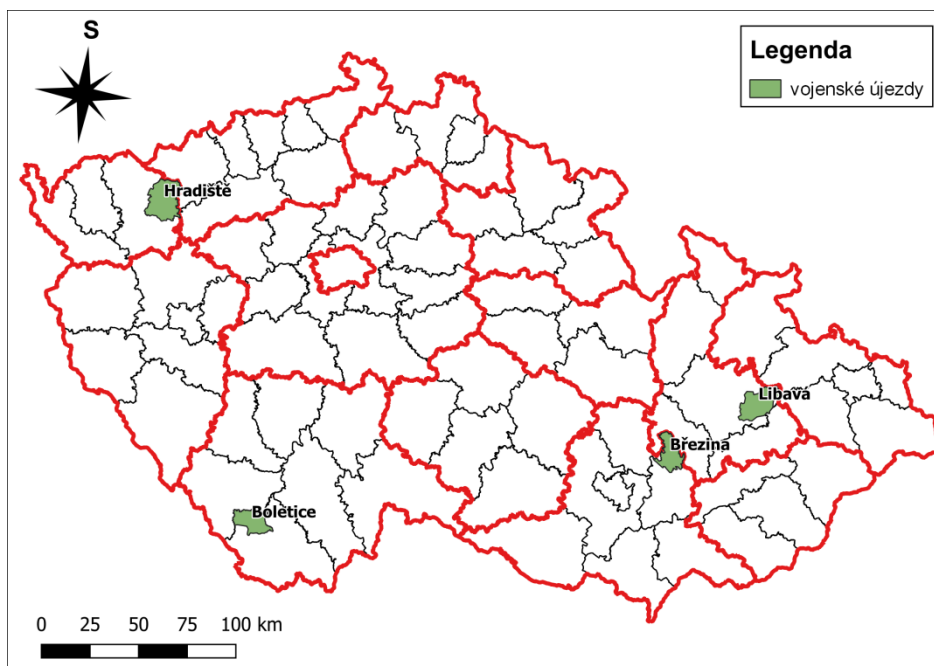 S
Legenda
vojenské újezdy
Hradiště
Libavá
Březina
Boletice
0 25 50 75 100 km